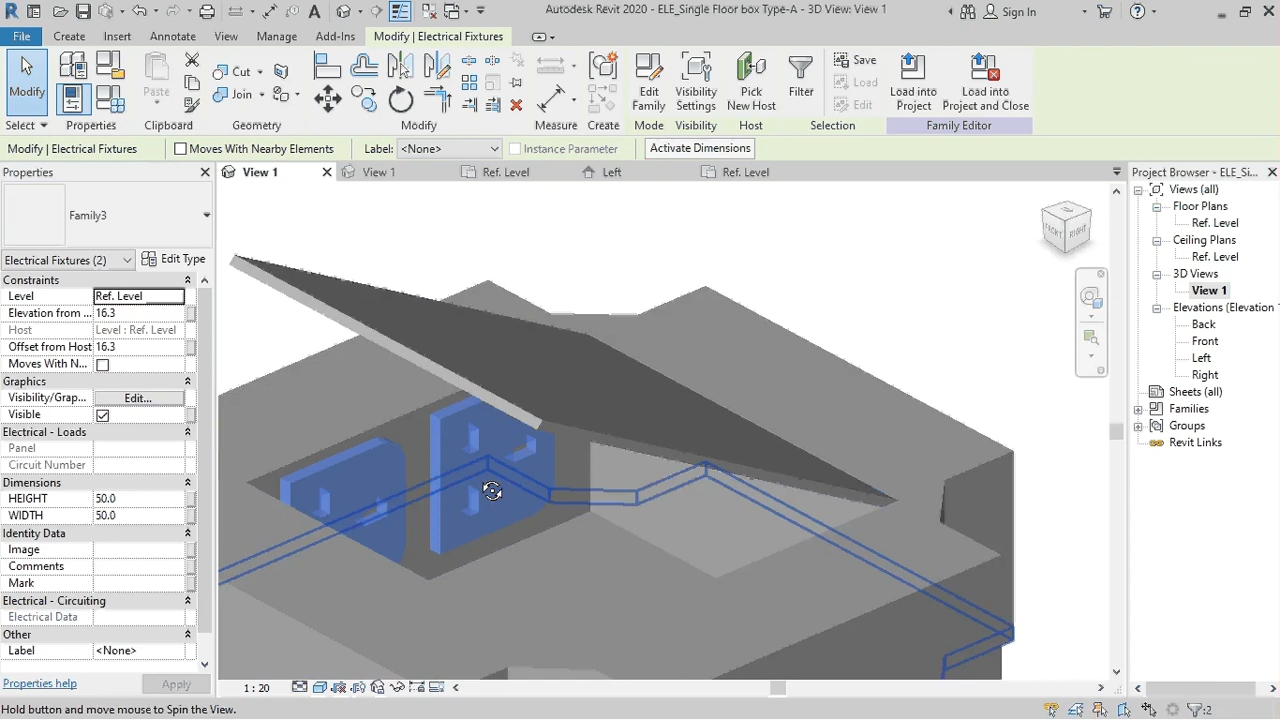 Autodesk Revit 2020 - ELE_Single Floor box Type-A - 3D View: View 1
Sign In
File Create Insert Annotate View Manage Add-Ins Modify | Electrical Fixtures
Modify
Paste
Cut
Join
Edit Family
Visibility Settings
Pick New Host
Filter
Save
Load
Edit
Load into Project
Load into Project and Close
Select Properties Clipboard Geometry Modify Measure Create Mode Visibility Host Selection Family Editor
Modify | Electrical Fixtures Moves With Nearby Elements Label: <None> Instance Parameter Activate Dimensions
Properties
View 1 View 1 Ref. Level Left Ref. Level
Family3
Electrical Fixtures (2) Edit Type
Constraints
Level Ref. Level
Elevation from ... 16.3
Host Level : Ref. Level
Offset from Host 16.3
Moves With N...
Graphics
Visibility/Grap... Edit...
Visible
Electrical - Loads
Panel
Circuit Number
Dimensions
HEIGHT 50.0
WIDTH 50.0
Identity Data
Image
Comments
Mark
Electrical - Circuiting
Electrical Data
Other
Label <None>
Properties help Apply
FRONT RIGHT
Project Browser - ELE_Si...
Views (all)
Floor Plans
Ref. Level
Ceiling Plans
Ref. Level
3D Views
View 1
Elevations (Elevation
Back
Front
Left
Right
Sheets (all)
Families
Groups
Revit Links
1 : 20
Hold button and move mouse to Spin the View.
:2